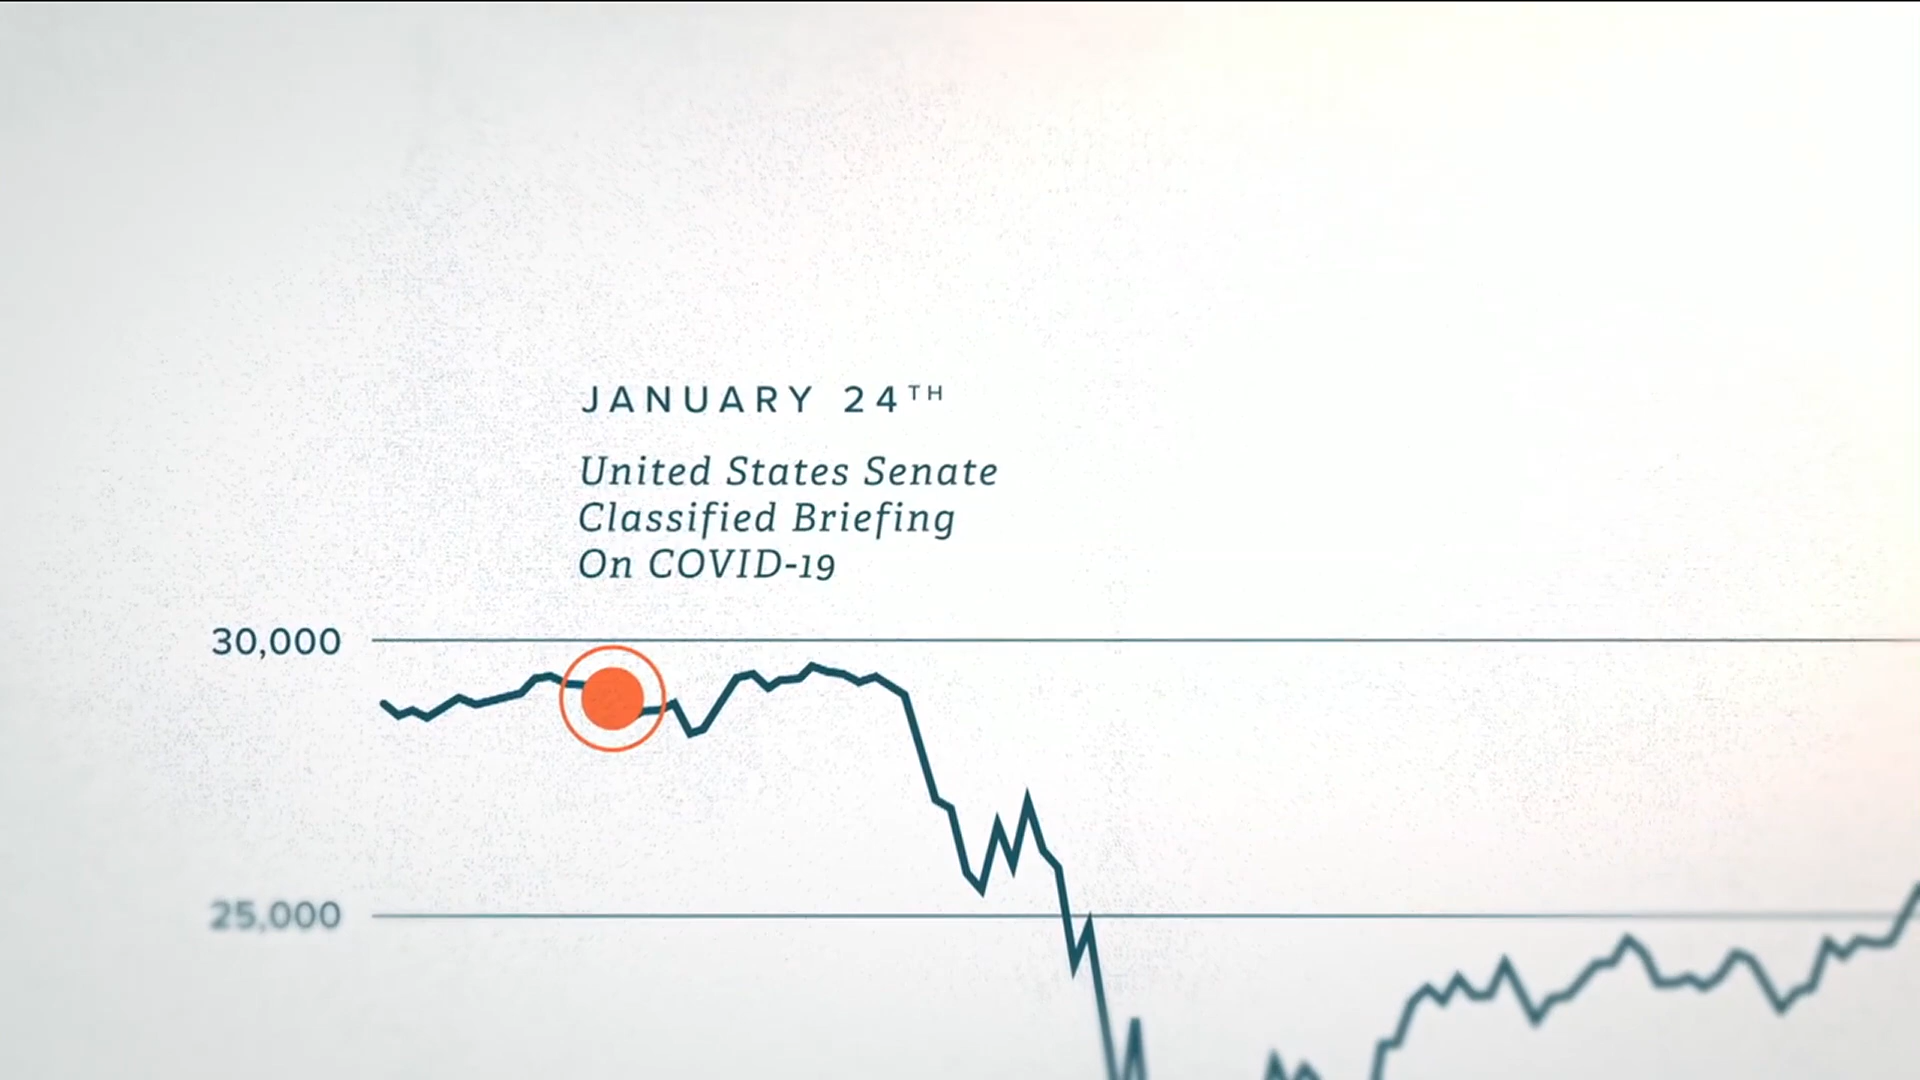 JANUARY 24TH
United States Senate
Classified Briefing
On COVID-19
30,000
25,000